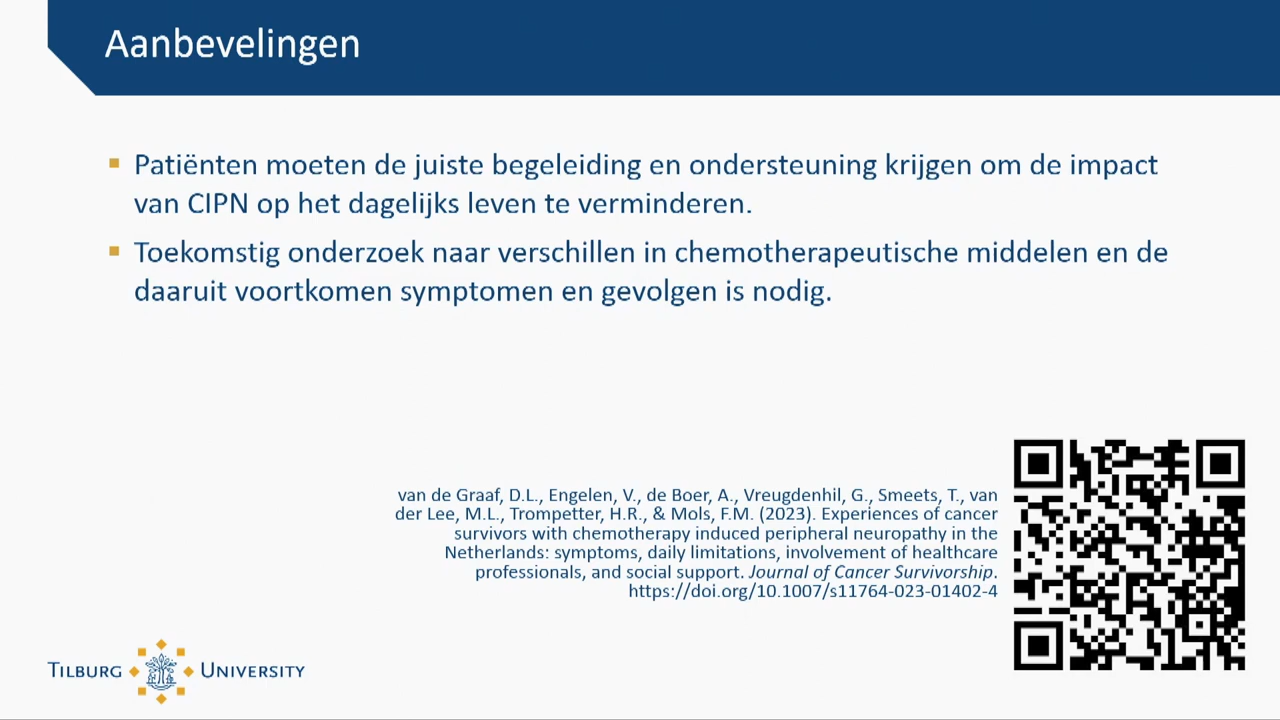 Aanbevelingen
Patiënten moeten de juiste begeleiding en ondersteuning krijgen om de impact
van CIPN op het dagelijks leven te verminderen.
Toekomstig onderzoek naar verschillen in chemotherapeutische middelen en de
daaruit voortkomen symptomen en gevolgen is nodig.
van de Graaf, D.L., Engelen, V., de Boer, A., Vreugdenhil, G., Smeets, T., van
der Lee, M.L., Trompetter, H.R., & Mols, F.M. (2023). Experiences of cancer
survivors with chemotherapy induced peripheral neuropathy in the
Netherlands: symptoms, daily limitations, involvement of healthcare
professionals, and social support. Journal of Cancer Survivorship.
https://doi.org/10.1007/s11764-023-01402-4
TILBURG UNIVERSITY